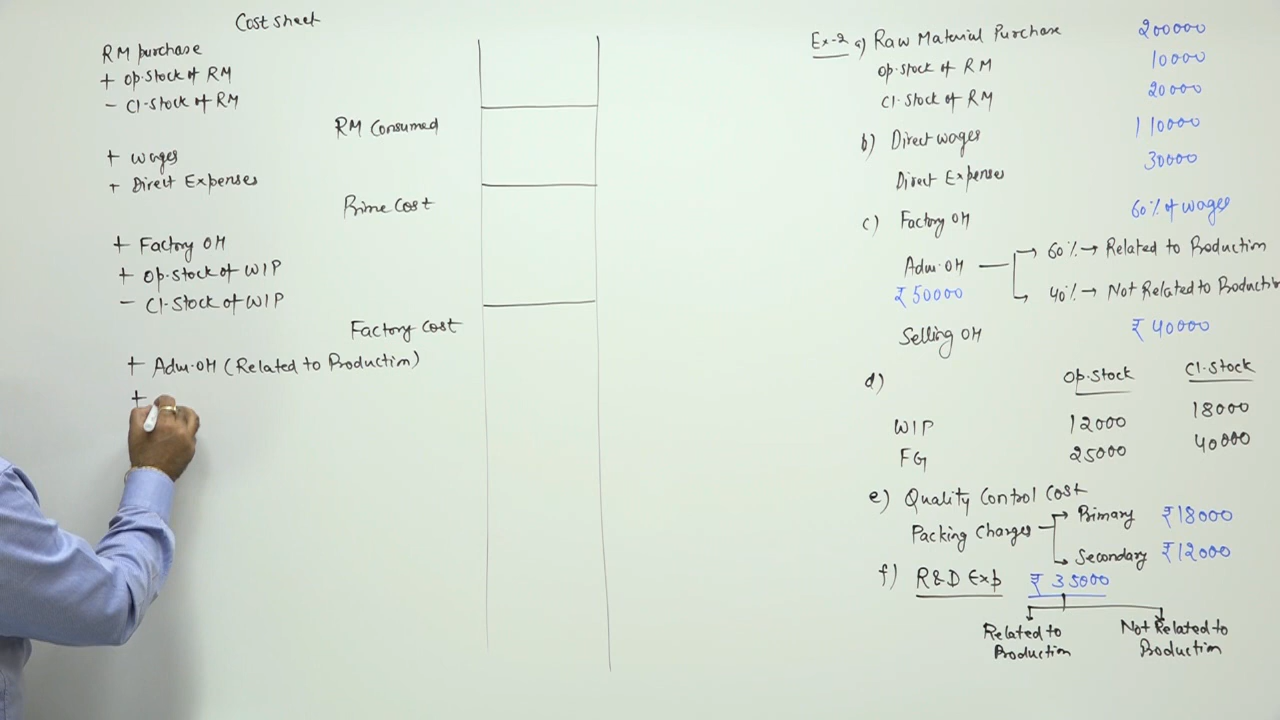 Cost sheet
RM purchase
+ Op.Stock of RM
- Cl-Stock of RM
RM Consumed
+ wages
+ Direct Expenses
Prime Cost
+ Factory OH
+ Op.stock of WIP
- Cl-Stock of WIP
Factory Cost
+ Adm.OH (Related to Production)
+
Ex-2 a) Raw Material Purchase 200000
Op.stock of RM 10000
Cl-Stock of RM 20000
b) Direct wages 110000
Direct Expenses 30000
c) Factory OH 60% of wages
Adm.OH → 60% → Related to Production
₹50000 → 40% → Not Related to Production
Selling OH ₹40000
d) Op.Stock Cl.Stock
WIP 12000 18000
FG 25000 40000
e) Quality Control Cost
Packing Charges → Primary ₹18000
→ Secondary ₹12000
f) R&D Exp ₹35000
Related to Production
Not Related to Production